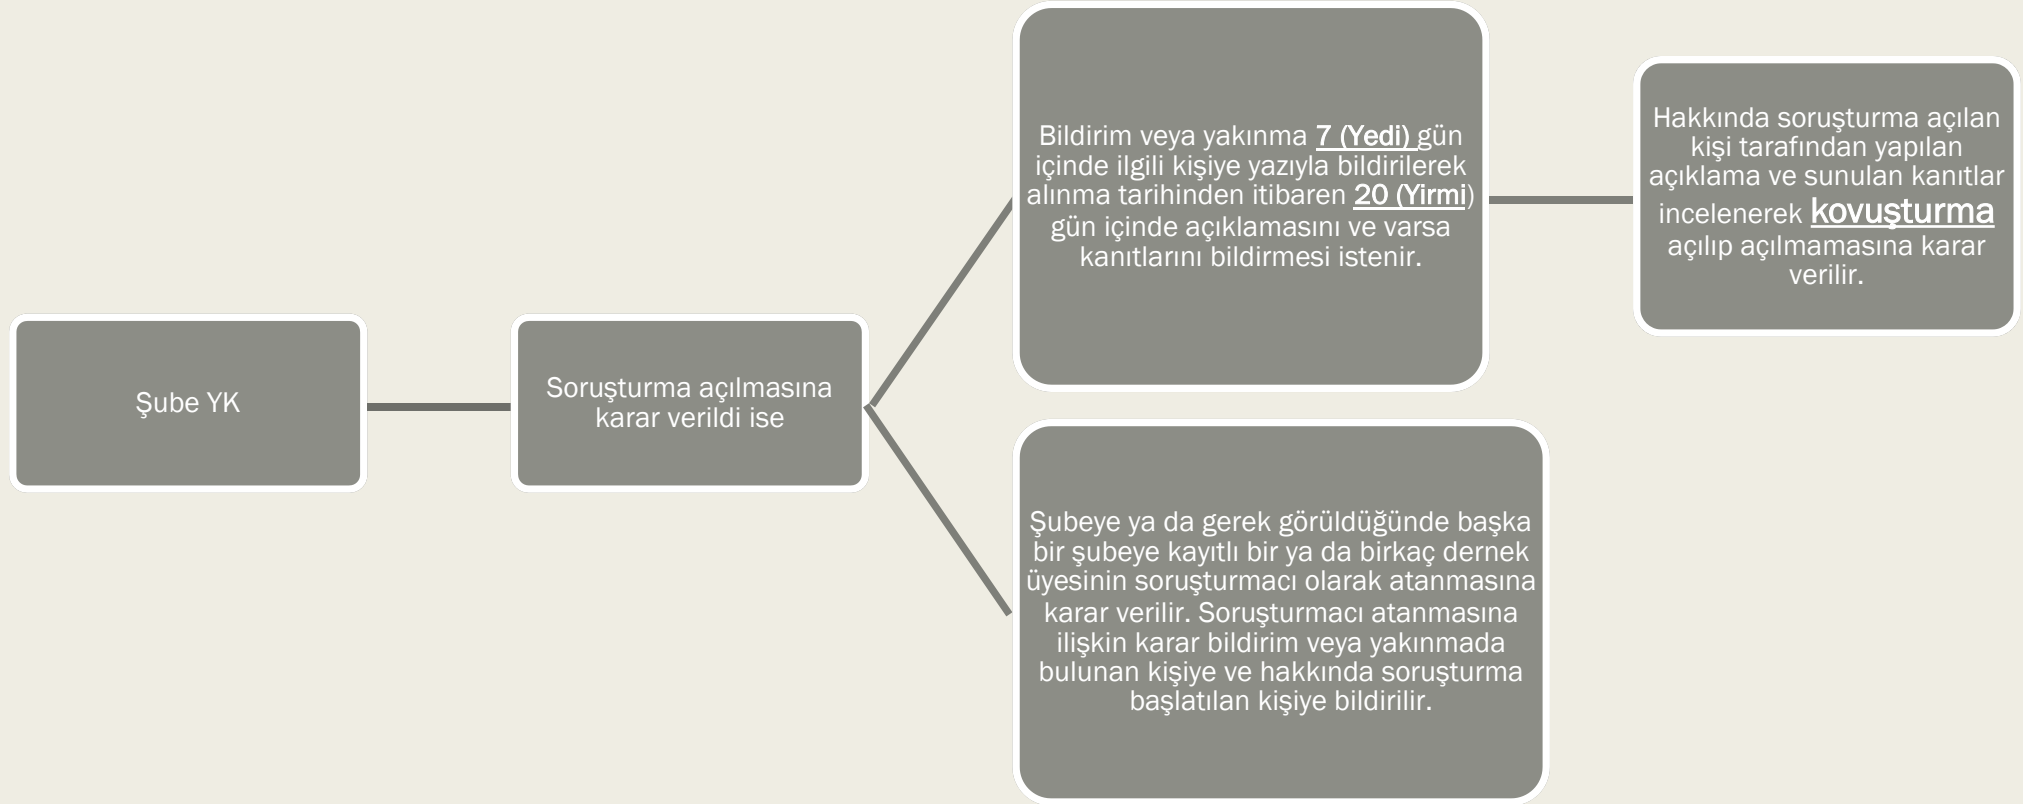 Şube YK
Soruşturma açılmasına
karar verildi ise
Bildirim veya yakınma 7 (Yedi) gün
içinde ilgili kişiye yazıyla bildirilerek
alınma tarihinden itibaren 20 (Yirmi)
gün içinde açıklamasını ve varsa
kanıtlarını bildirmesi istenir.
Hakkında soruşturma açılan
kişi tarafından yapılan
açıklama ve sunulan kanıtlar
incelenerek kovuşturma
açılıp açılmamasına karar
verilir.
Şubeye ya da gerek görüldüğünde başka
bir şubeye kayıtlı bir ya da birkaç dernek
üyesinin soruşturmacı olarak atanmasına
karar verilir. Soruşturmacı atanmasına
ilişkin karar bildirim veya yakınmada
bulunan kişiye ve hakkında soruşturma
başlatılan kişiye bildirilir.